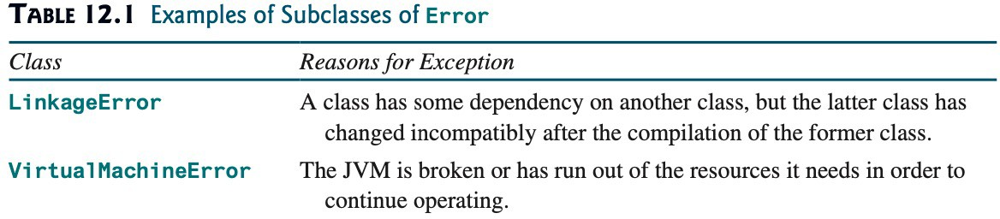 TABLE 12.1 Examples of Subclasses of Error
Class Reasons for Exception
LinkageError A class has some dependency on another class, but the latter class has
changed incompatibly after the compilation of the former class.
VirtualMachineError The JVM is broken or has run out of the resources it needs in order to
continue operating.